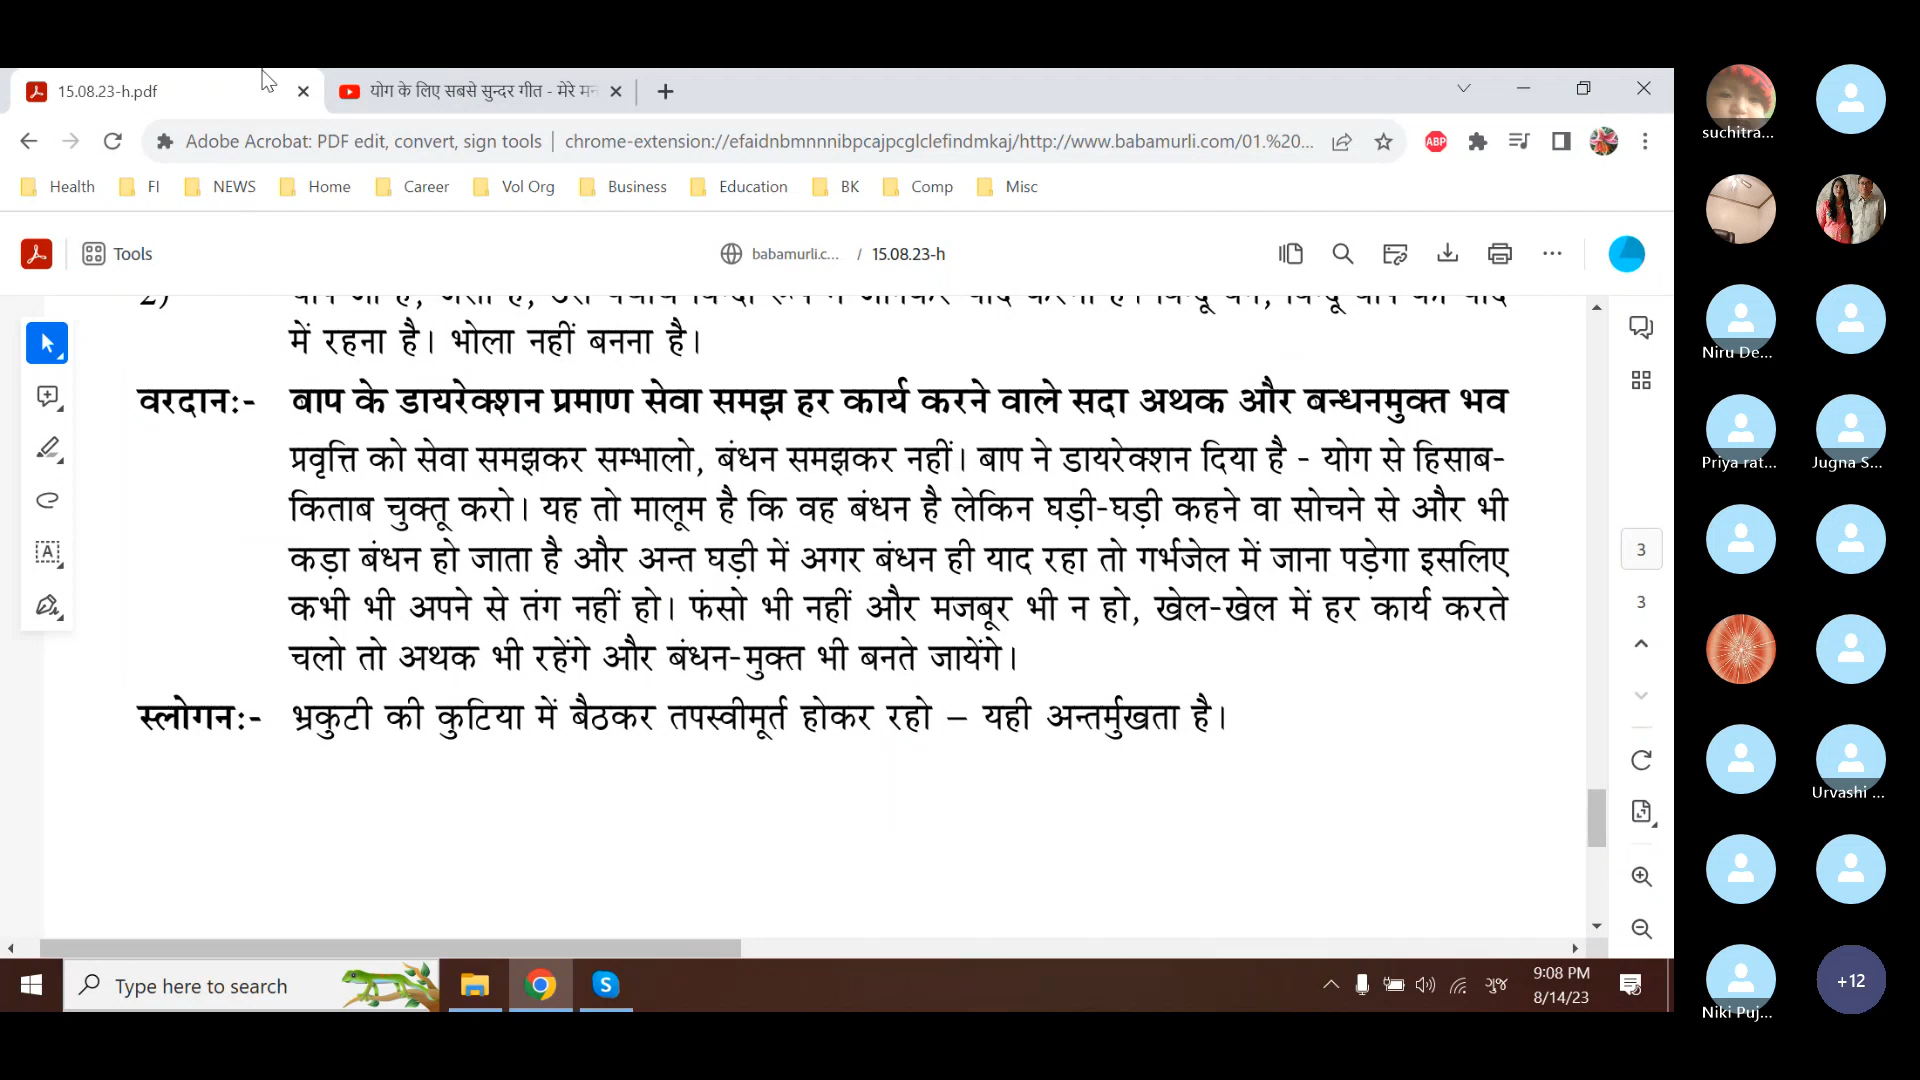 15.08.23-h.pdf
योग के लिए सबसे सुन्दर गीत - मेरे मन
Adobe Acrobat: PDF edit, convert, sign tools | chrome-extension://efaidnbmnnnibpcajpcglclefindmkaj/http://www.babamurli.com/01.%20...
ABP
Health FI NEWS Home Career Vol Org Business Education BK Comp Misc
Tools
babamurli.c... / 15.08.23-h
2)
में रहना है। भोला नहीं बनना है।
वरदान:- बाप के डायरेक्शन प्रमाण सेवा समझ हर कार्य करने वाले सदा अथक और बन्धनमुक्त भव
प्रवृत्ति को सेवा समझकर सम्भालो, बंधन समझकर नहीं। बाप ने डायरेक्शन दिया है - योग से हिसाब-
किताब चुक्तू करो। यह तो मालूम है कि वह बंधन है लेकिन घड़ी-घड़ी कहने वा सोचने से और भी
कड़ा बंधन हो जाता है और अन्त घड़ी में अगर बंधन ही याद रहा तो गर्भजेल में जाना पड़ेगा इसलिए
कभी भी अपने से तंग नहीं हो। फंसो भी नहीं और मजबूर भी न हो, खेल-खेल में हर कार्य करते
चलो तो अथक भी रहेंगे और बंधन-मुक्त भी बनते जायेंगे।
स्लोगन:- भ्रकुटी की कुटिया में बैठकर तपस्वीमूर्त होकर रहो – यही अन्तर्मुखता है।
3
3
Type here to search
ગુજ
9:08 PM
8/14/23
suchitra...
Niru De...
Priya rat...
Jugna S...
Urvashi ...
Niki Puj...
+12